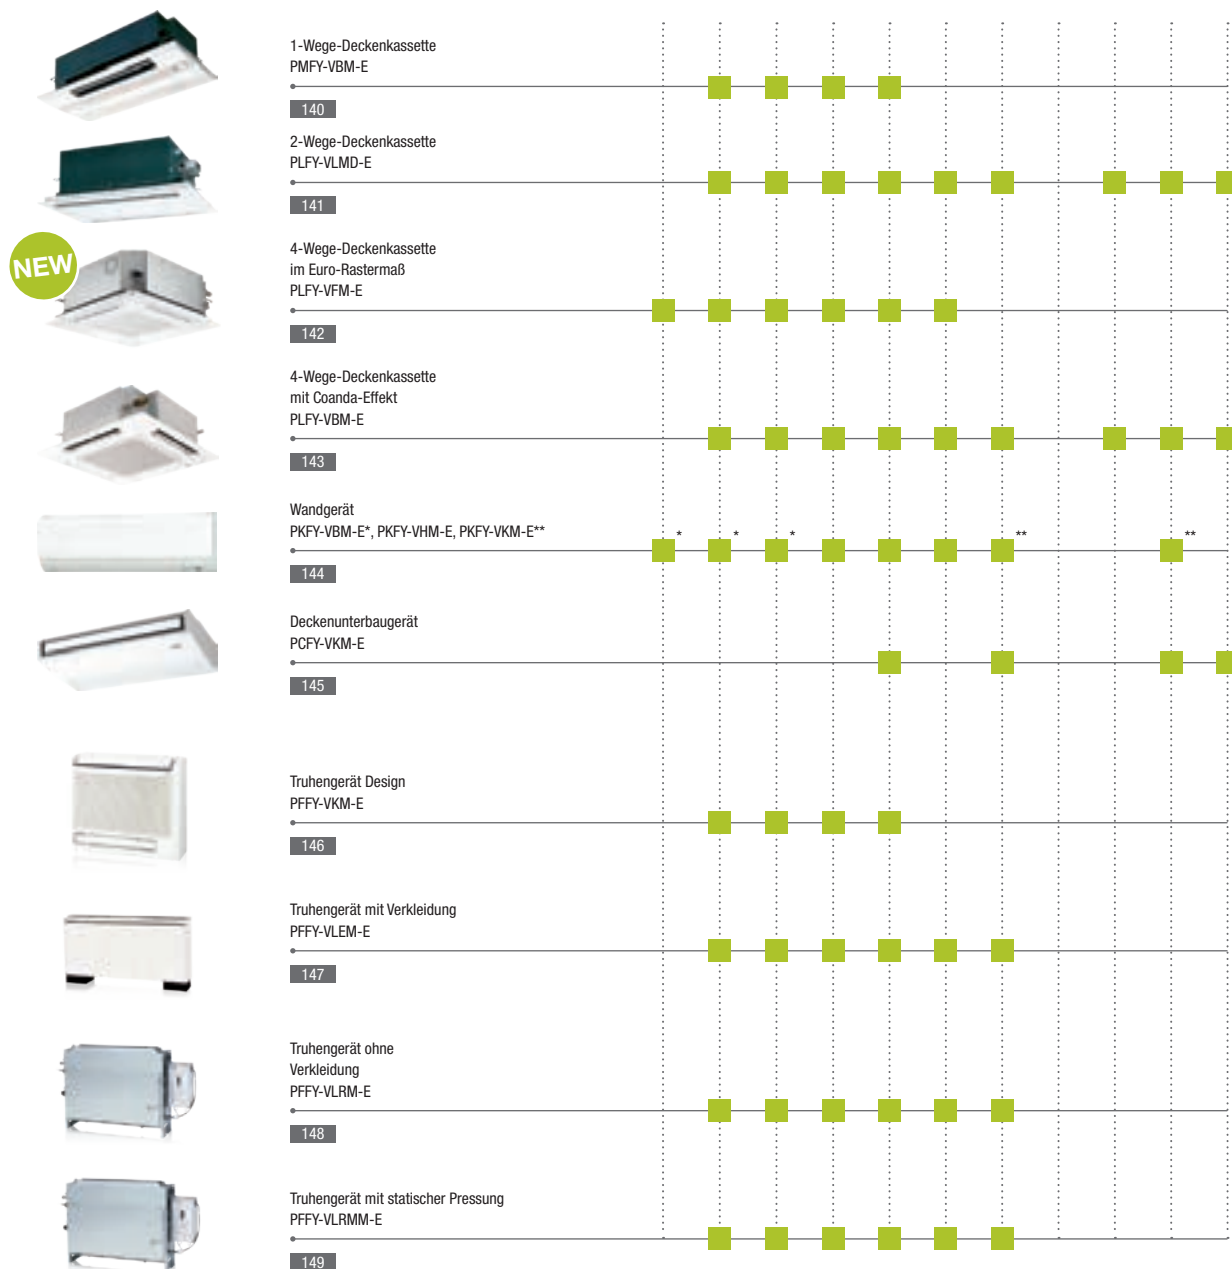 1-Wege-Deckenkassette
PMFY-VBM-E
140
2-Wege-Deckenkassette
PLFY-VLMD-E
141
NEW
4-Wege-Deckenkassette
im Euro-Rastermaß
PLFY-VFM-E
142
4-Wege-Deckenkassette
mit Coanda-Effekt
PLFY-VBM-E
143
Wandgerät
PKFY-VBM-E*, PKFY-VHM-E, PKFY-VKM-E**
* * * ** **
144
Deckenunterbaugerät
PCFY-VKM-E
145
Truhengerät Design
PFFY-VKM-E
146
Truhengerät mit Verkleidung
PFFY-VLEM-E
147
Truhengerät ohne
Verkleidung
PFFY-VLRM-E
148
Truhengerät mit statischer Pressung
PFFY-VLRMM-E
149